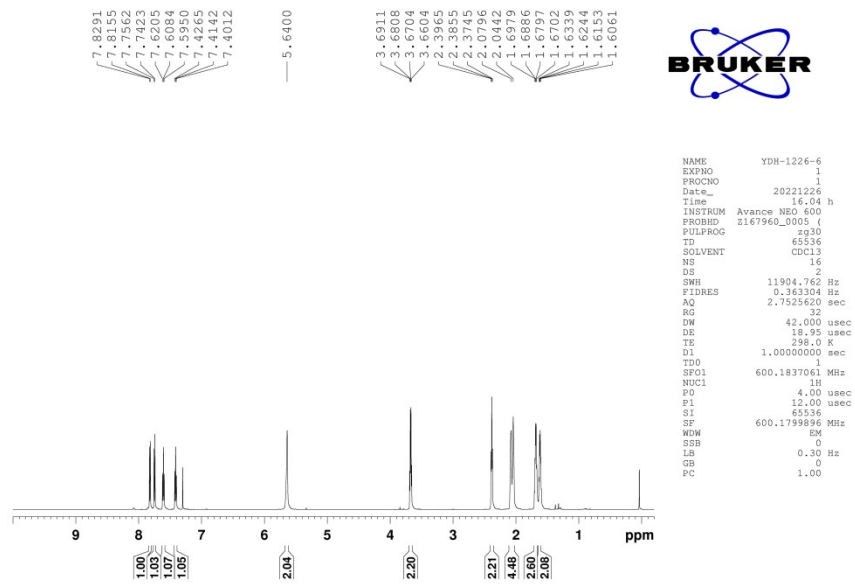 7.8291
7.8155
7.7562
7.7423
7.6205
7.6084
7.5950
7.4265
7.4142
7.4012
5.6400
3.6911
3.6808
3.6704
3.6604
2.3965
2.3855
2.3745
2.0796
2.0442
1.6979
1.6886
1.6797
1.6702
1.6339
1.6244
1.6153
1.6061
BRUKER
NAME YDH-1226-6
EXPNO 1
PROCNO 1
Date_ 20221226
Time 16.04 h
INSTRUM Avance NEO 600
PROBHD Z167960_0005 (
PULPROG zg30
TD 65536
SOLVENT CDCl3
NS 16
DS 2
SWH 11904.762 Hz
FIDRES 0.363304 Hz
AQ 2.7525620 sec
RG 32
DW 42.000 usec
DE 18.95 usec
TE 298.0 K
D1 1.00000000 sec
TD0 1
SFO1 600.1837061 MHz
NUC1 1H
P0 4.00 usec
P1 12.00 usec
SI 65536
SF 600.1799896 MHz
WDW EM
SSB 0
LB 0.30 Hz
GB 0
PC 1.00
9 8 7 6 5 4 3 2 1 ppm
1.00 1.03 1.07 1.05 2.04 2.20 2.21 4.48 2.60 2.08